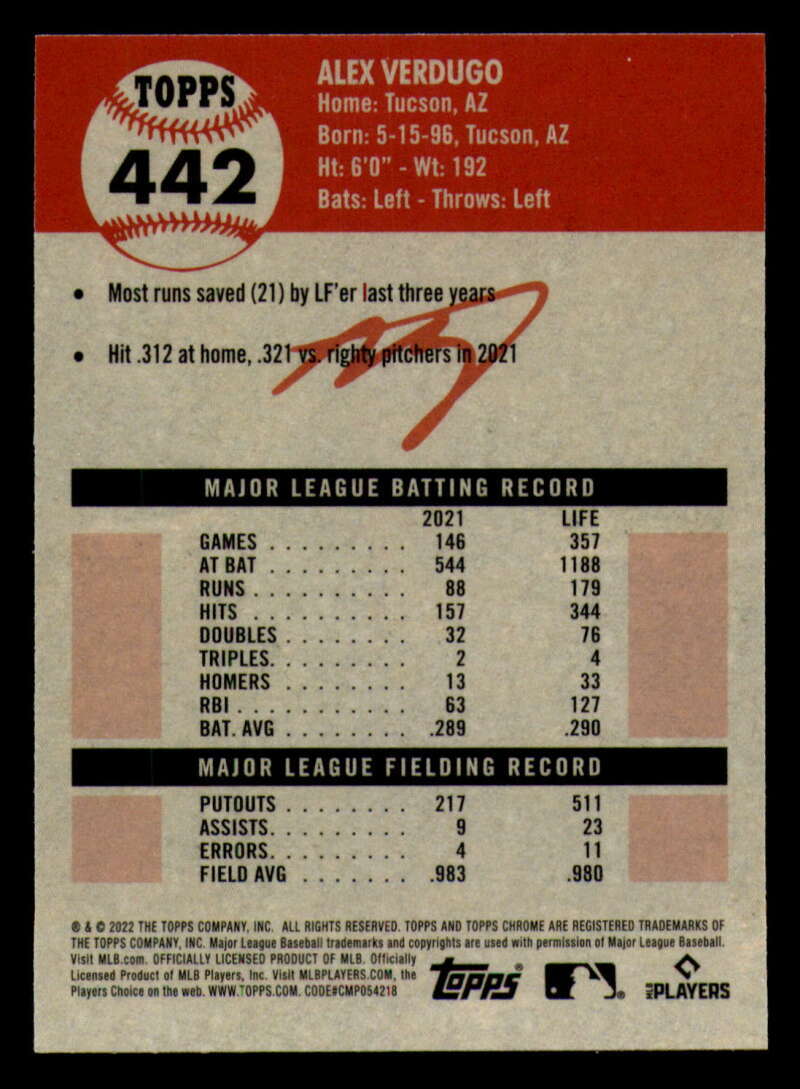 TOPPS
442
ALEX VERDUGO
Home: Tucson, AZ
Born: 5-15-96, Tucson, AZ
Ht: 6'0" - Wt: 192
Bats: Left - Throws: Left
• Most runs saved (21) by LF'er last three years
• Hit .312 at home, .321 vs. righty pitchers in 2021
MAJOR LEAGUE BATTING RECORD
2021 LIFE
GAMES . . . . . . . . . 146 357
AT BAT . . . . . . . . . 544 1188
RUNS . . . . . . . . . . 88 179
HITS . . . . . . . . . . 157 344
DOUBLES . . . . . . . . 32 76
TRIPLES. . . . . . . . . 2 4
HOMERS . . . . . . . . 13 33
RBI . . . . . . . . . . . 63 127
BAT. AVG . . . . . . . . .289 .290
MAJOR LEAGUE FIELDING RECORD
PUTOUTS . . . . . . . . 217 511
ASSISTS. . . . . . . . . 9 23
ERRORS. . . . . . . . . 4 11
FIELD AVG . . . . . . . .983 .980
® & © 2022 THE TOPPS COMPANY, INC. ALL RIGHTS RESERVED. TOPPS AND TOPPS CHROME ARE REGISTERED TRADEMARKS OF
THE TOPPS COMPANY, INC. Major League Baseball trademarks and copyrights are used with permission of Major League Baseball.
Visit MLB.com. OFFICIALLY LICENSED PRODUCT OF MLB. Officially
Licensed Product of MLB Players, Inc. Visit MLBPLAYERS.COM, the
Players Choice on the web. WWW.TOPPS.COM. CODE#CMP054218
Topps®
MLB PLAYERS